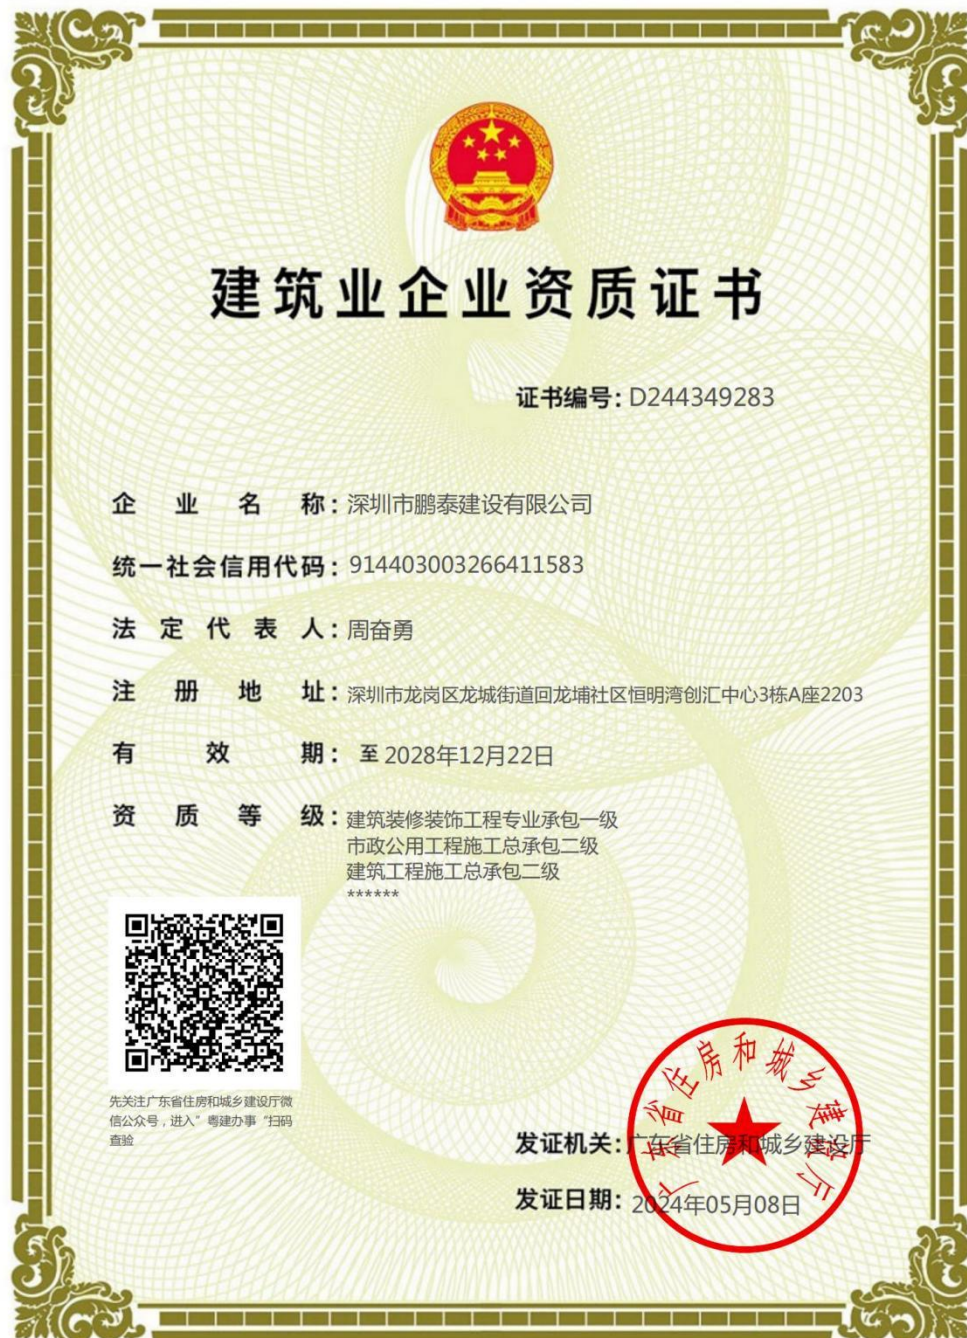 建筑业企业资质证书
证书编号：D244349283
企业名称：深圳市鹏泰建设有限公司
统一社会信用代码：914403003266411583
法定代表人：周奋勇
注册地址：深圳市龙岗区龙城街道回龙埔社区恒明湾创汇中心3栋A座2203
有效期：至 2028年12月22日
资质等级：建筑装修装饰工程专业承包一级
市政公用工程施工总承包二级
建筑工程施工总承包二级
******
先关注广东省住房和城乡建设厅微
信公众号，进入”粤建办事“扫码
查验
广东省住房和城乡建设厅
发证机关：广东省住房和城乡建设厅
发证日期：2024年05月08日